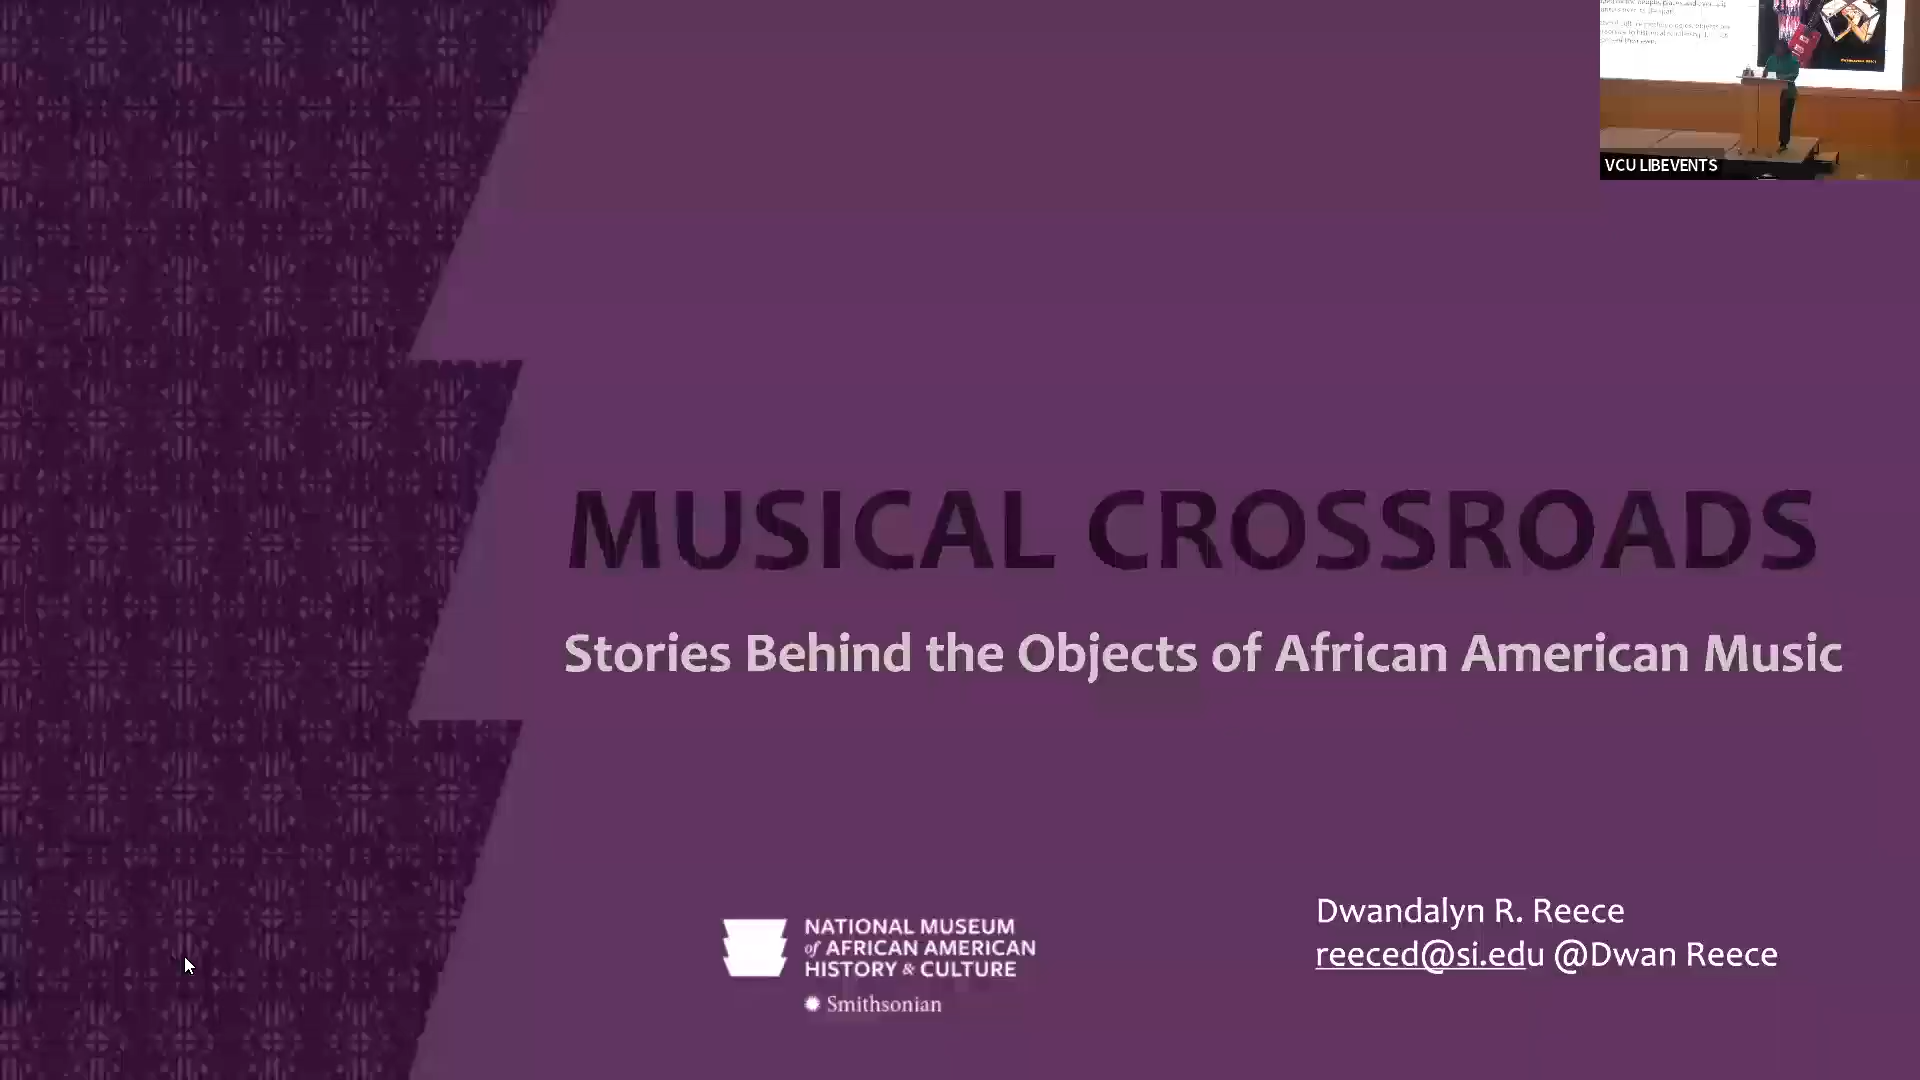 VCU LIBEVENTS
MUSICAL CROSSROADS
Stories Behind the Objects of African American Music
NATIONAL MUSEUM
of AFRICAN AMERICAN
HISTORY & CULTURE
Smithsonian
Dwandalyn R. Reece
reeced@si.edu @Dwan Reece